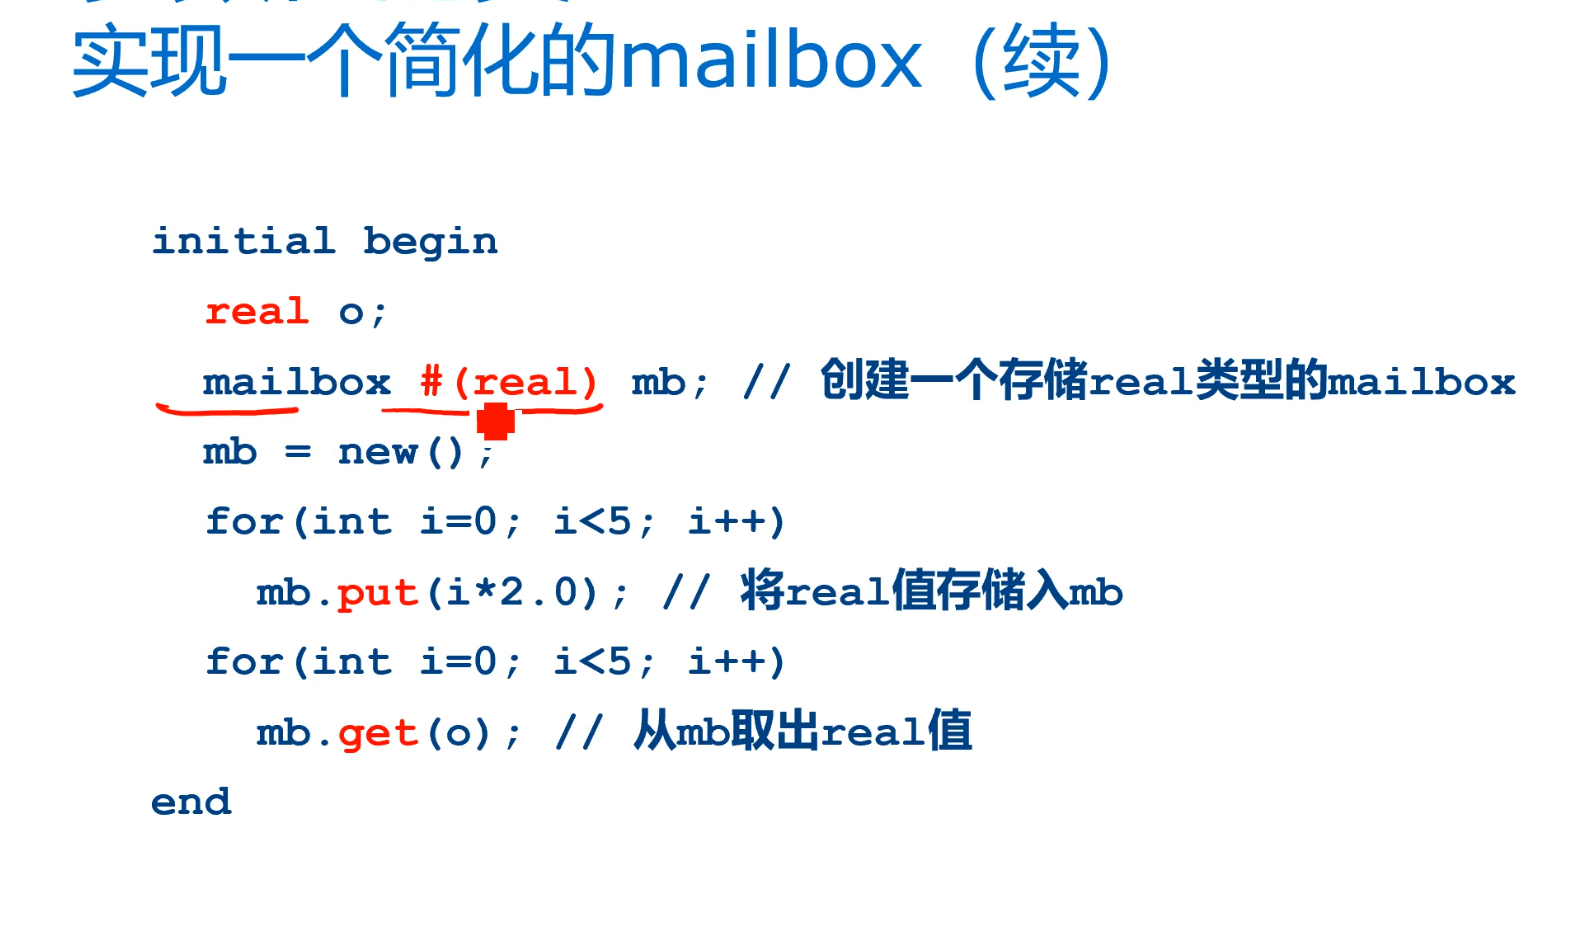 实现一个简化的mailbox（续）
initial begin
real o;
mailbox #(real) mb; // 创建一个存储real类型的mailbox
mb = new();
for(int i=0; i<5; i++)
mb.put(i*2.0); // 将real值存储入mb
for(int i=0; i<5; i++)
mb.get(o); // 从mb取出real值
end